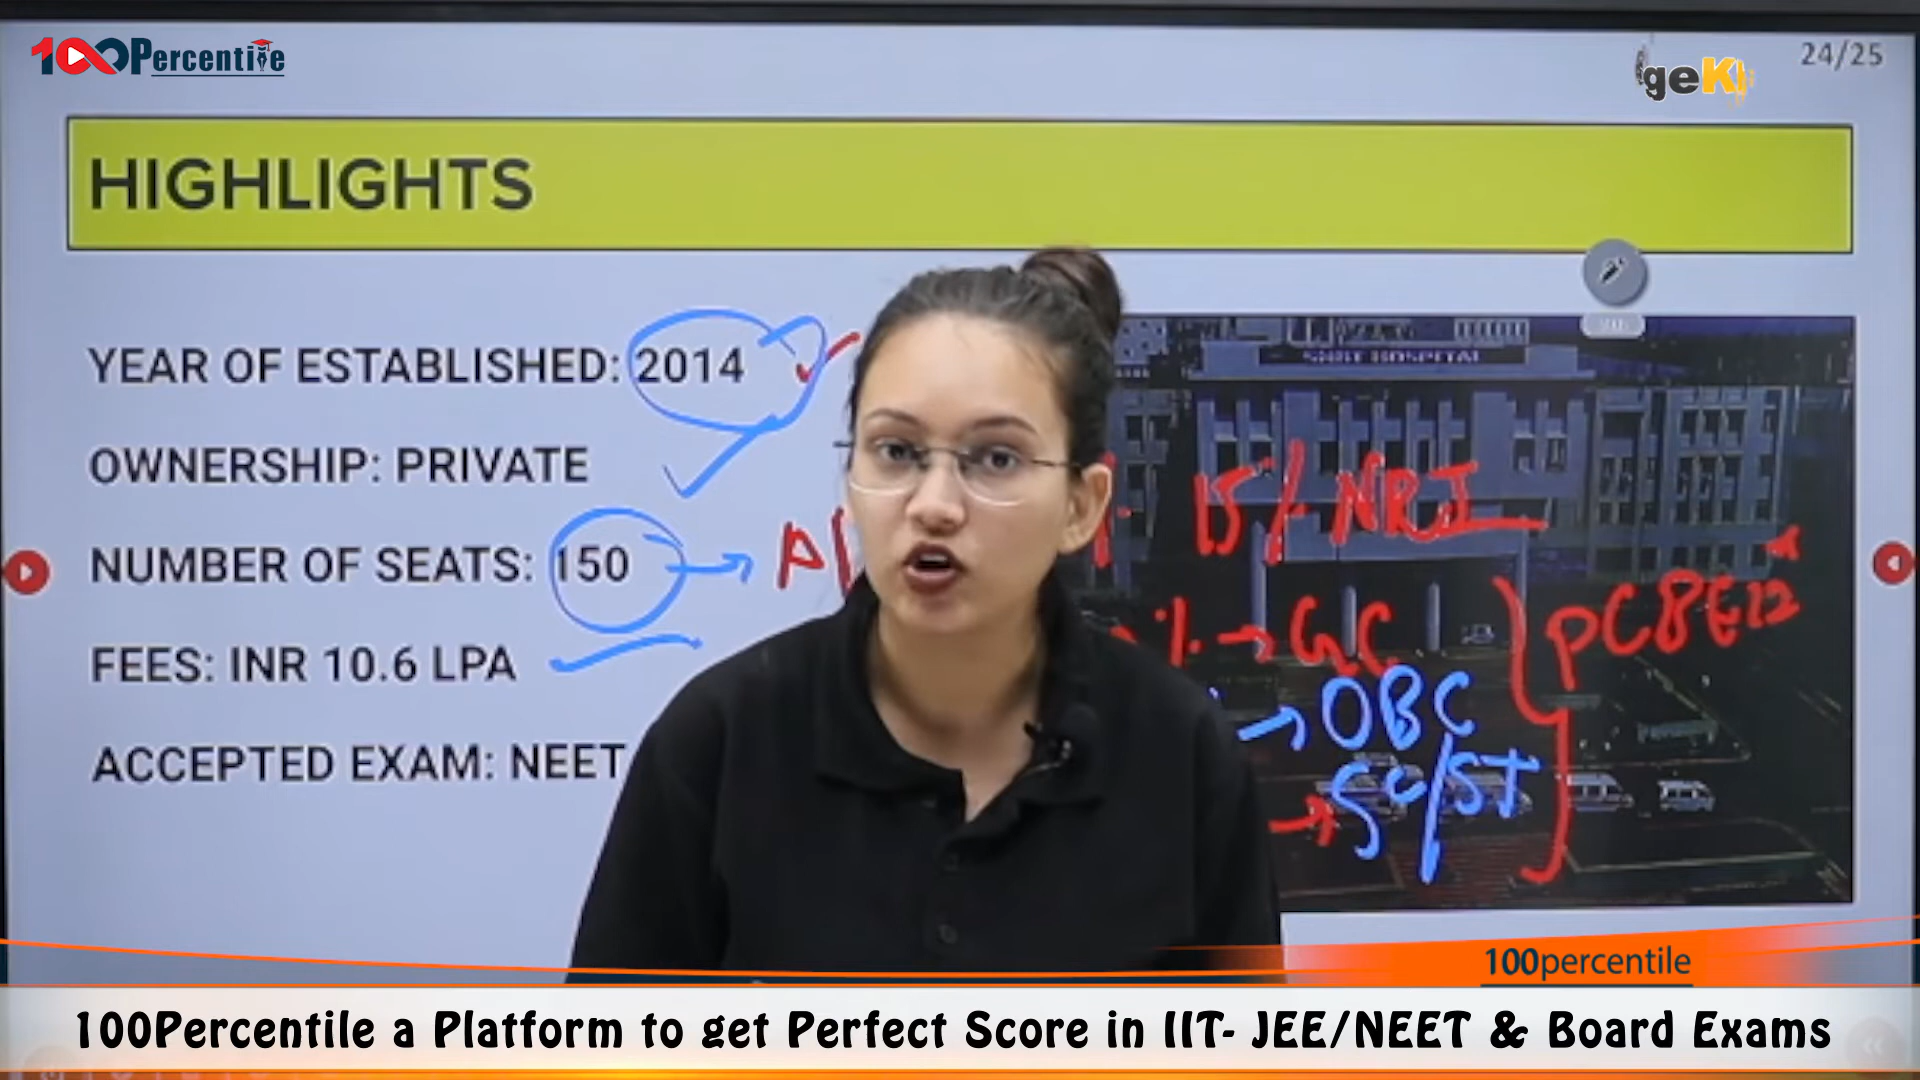 100Percentile
geKI
24/25
HIGHLIGHTS
YEAR OF ESTABLISHED: 2014
OWNERSHIP: PRIVATE
NUMBER OF SEATS: 150
FEES: INR 10.6 LPA
ACCEPTED EXAM: NEET
HOSPITAL
15% NRI
% → GC
→ OBC
→ SC/ST
100percentile
100Percentile a Platform to get Perfect Score in IIT- JEE/NEET & Board Exams